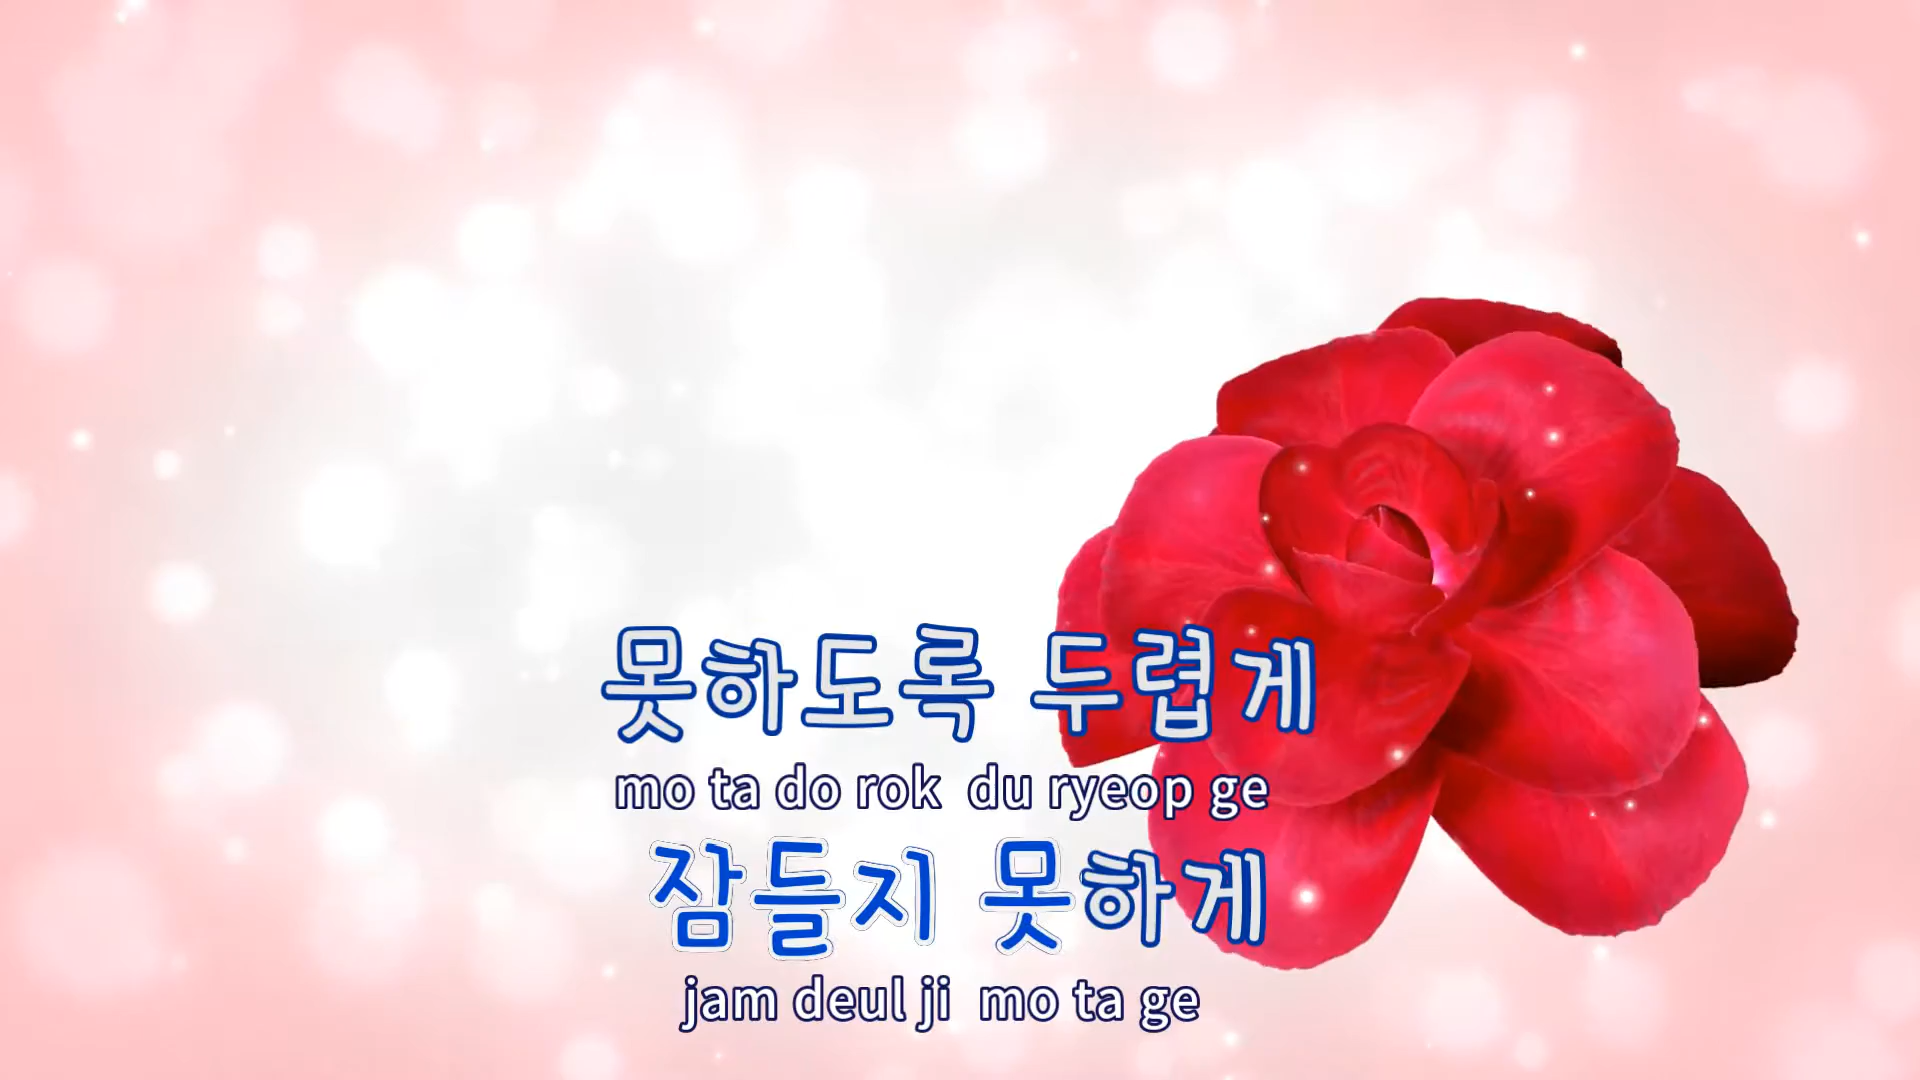 못하도록 두렵게
mo ta do rok du ryeop ge
잠들지 못하게
jam deul ji mo ta ge